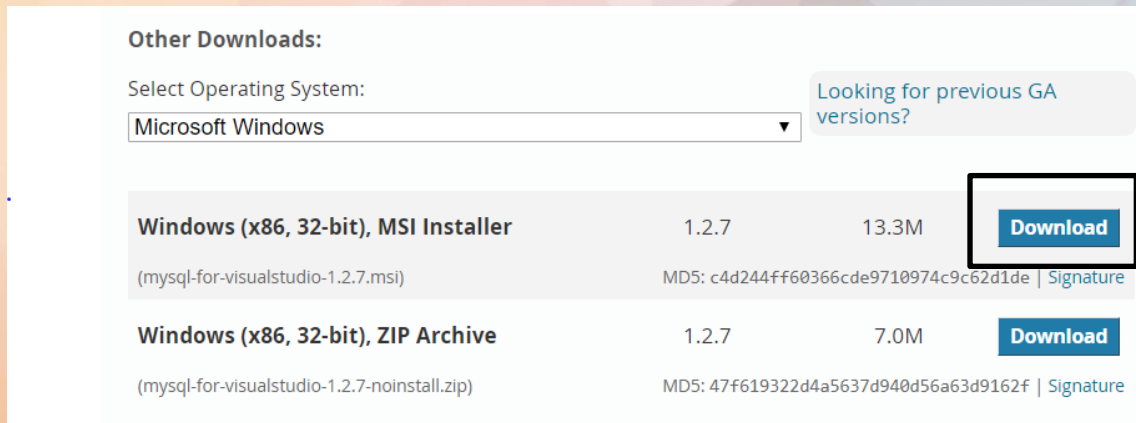 Other Downloads:
Select Operating System:
Looking for previous GA
versions?
Microsoft Windows
Windows (x86, 32-bit), MSI Installer 1.2.7 13.3M Download
(mysql-for-visualstudio-1.2.7.msi) MD5: c4d244ff60366cde9710974c9c62d1de | Signature
Windows (x86, 32-bit), ZIP Archive 1.2.7 7.0M Download
(mysql-for-visualstudio-1.2.7-noinstall.zip) MD5: 47f619322d4a5637d940d56a63d9162f | Signature